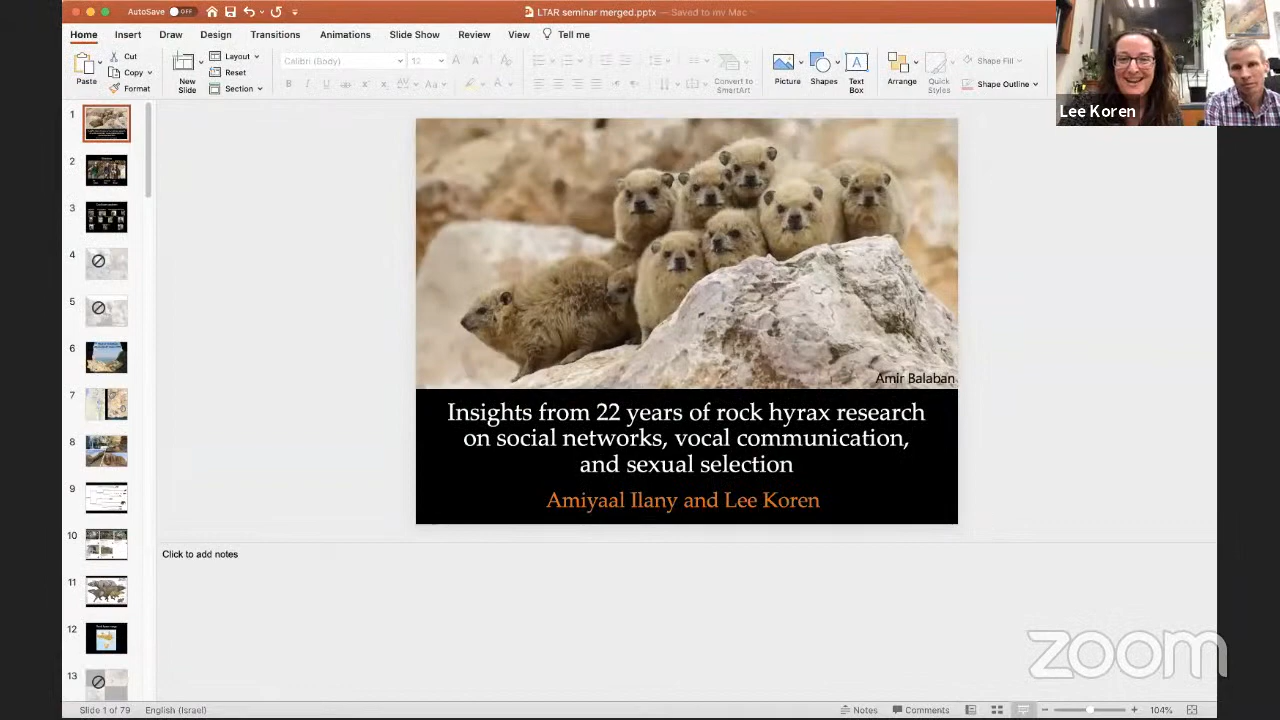 AutoSave OFF
LTAR seminar merged.pptx — Saved to my Mac
Home Insert Draw Design Transitions Animations Slide Show Review View Tell me
Paste
Cut
Copy
Format
New Slide
Layout
Reset
Section
Calibri (Body)
12
Convert to SmartArt
Picture
Shapes
Text Box
Arrange
Quick Styles
Shape Fill
Shape Outline
Lee Koren
1
2
3
4
5
6
7
8
9
10
11
12
13
Amir Balaban
Insights from 22 years of rock hyrax research
on social networks, vocal communication,
and sexual selection
Amiyaal Ilany and Lee Koren
Click to add notes
zoom
Slide 1 of 79 English (Israel) Notes Comments 104%